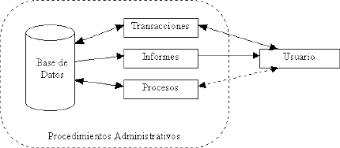 Transacciones
Informes
Procesos
Base de
Datos
Usuario
Procedimientos Administrativos